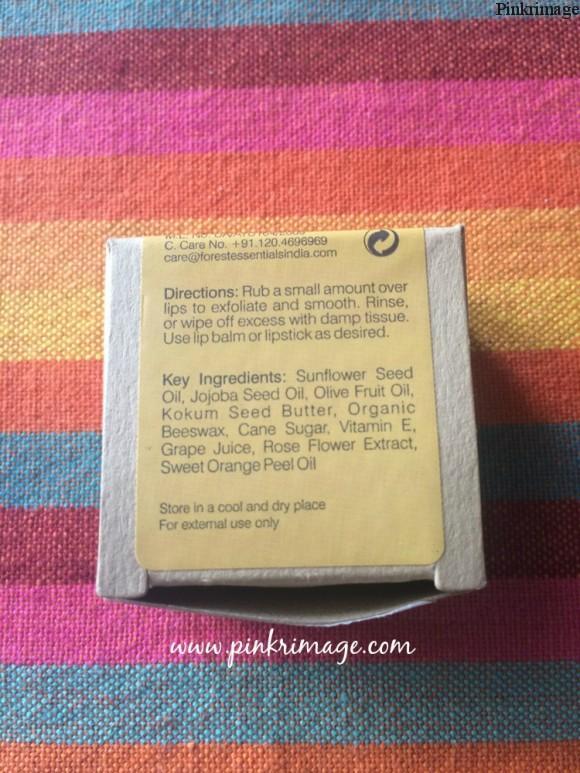 Pinkrimage
C. Care No. +91.120.4696969
care@forestessentialsindia.com
Directions: Rub a small amount over
lips to exfoliate and smooth. Rinse,
or wipe off excess with damp tissue.
Use lip balm or lipstick as desired.
Key Ingredients: Sunflower Seed
Oil, Jojoba Seed Oil, Olive Fruit Oil,
Kokum Seed Butter, Organic
Beeswax, Cane Sugar, Vitamin E,
Grape Juice, Rose Flower Extract,
Sweet Orange Peel Oil
Store in a cool and dry place
For external use only
www.pinkrimage.com